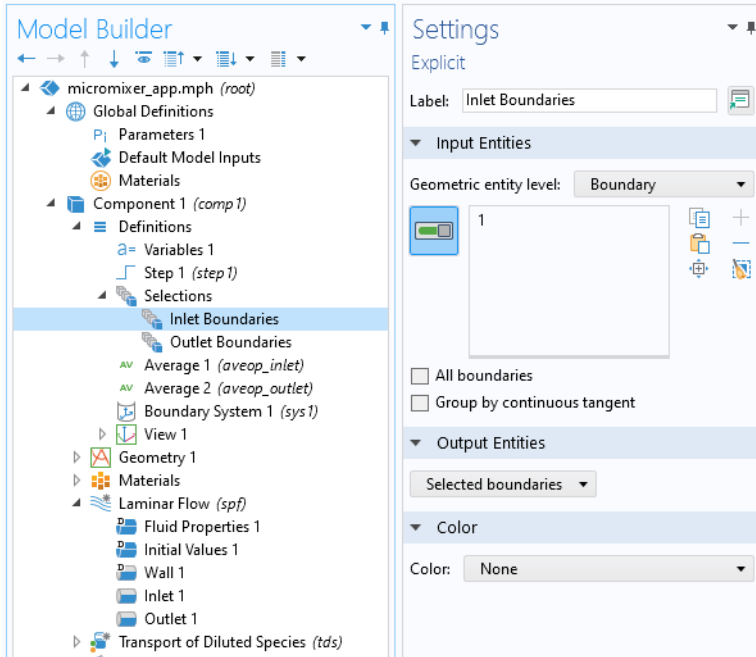 Model Builder
micromixer_app.mph (root)
Global Definitions
Pi Parameters 1
Default Model Inputs
Materials
Component 1 (comp1)
Definitions
a= Variables 1
Step 1 (step1)
Selections
Inlet Boundaries
Outlet Boundaries
AV Average 1 (aveop_inlet)
AV Average 2 (aveop_outlet)
Boundary System 1 (sys1)
View 1
Geometry 1
Materials
Laminar Flow (spf)
D Fluid Properties 1
D Initial Values 1
D Wall 1
Inlet 1
Outlet 1
Transport of Diluted Species (tds)
Settings
Explicit
Label: Inlet Boundaries
Input Entities
Geometric entity level: Boundary
1
All boundaries
Group by continuous tangent
Output Entities
Selected boundaries
Color
Color: None